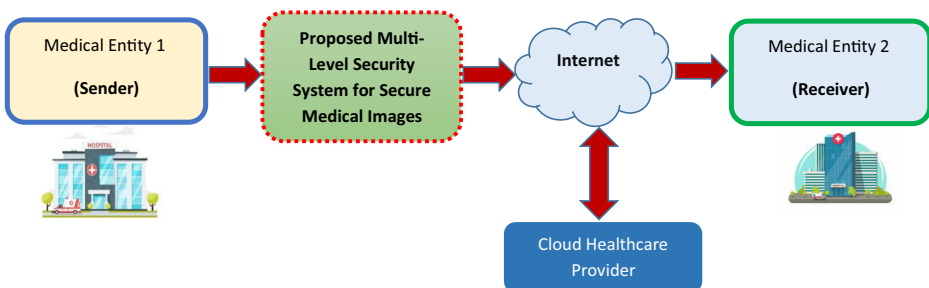 Medical Entity 1
(Sender)
Proposed Multi-
Level Security
System for Secure
Medical Images
Internet
Medical Entity 2
(Receiver)
HOSPITAL
Cloud Healthcare
Provider